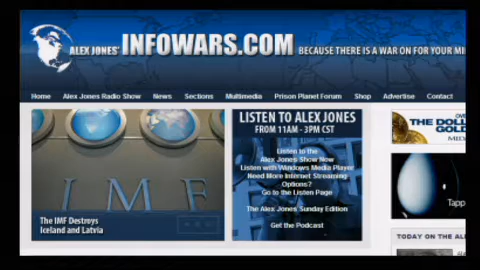 ALEX JONES' INFOWARS.COM BECAUSE THERE IS A WAR ON FOR YOUR MI
Home Alex Jones Radio Show News Sections Multimedia Prison Planet Forum Shop Advertise Contact
IMF
The IMF Destroys
Iceland and Latvia
LISTEN TO ALEX JONES
FROM 11AM - 3PM CST
Listen to the
Alex Jones Show Now
Listen with Windows Media Player
Need More Internet Streaming
Options?
Go to the Listen Page
The Alex Jones Sunday Edition
Get the Podcast
OVE
THE DOLL
GOL
MID
Tapp
TODAY ON THE AL